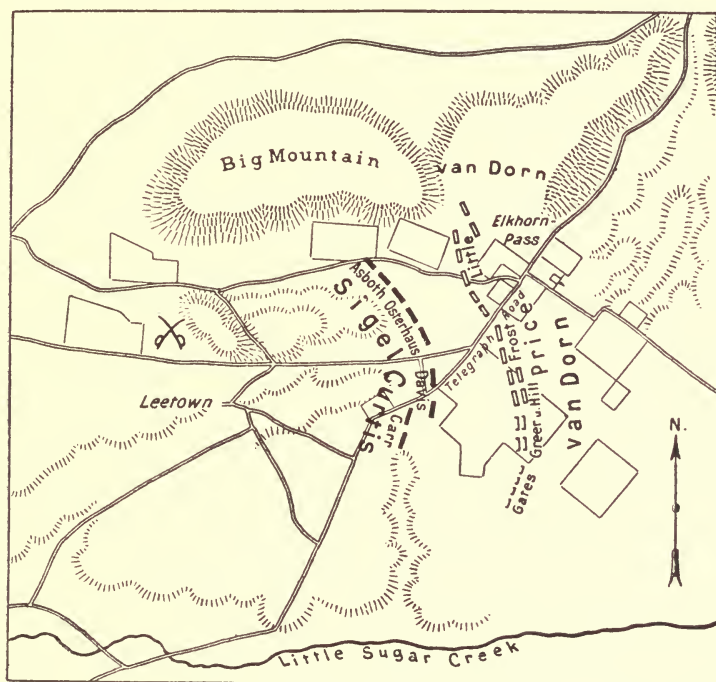 Big Mountain
van Dorn
Elkhorn-
Pass
Little
Asboth Osterhaus
Sigel
Curtis
Davis
Carr
Telegraph Road
Frost
Price
van Dorn
Greer u. Hill
Gates
Leetown
N.
Little Sugar Creek